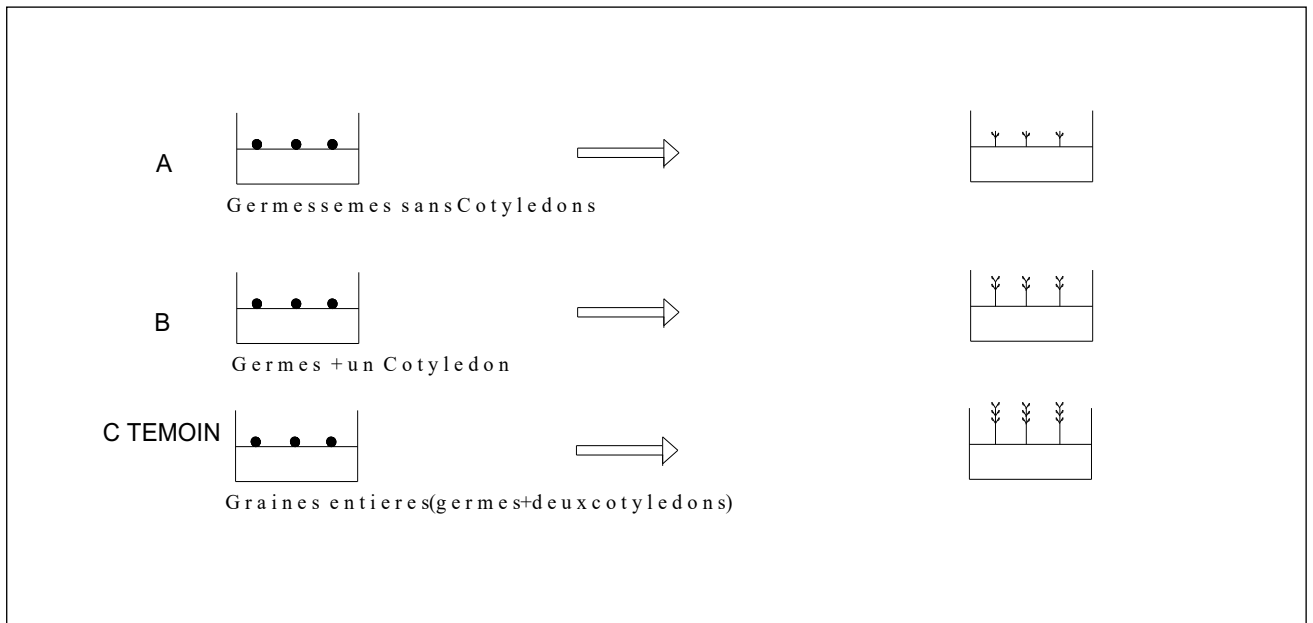 A
Germessemes sansCotyledons
B
Germes +un Cotyledon
C TEMOIN
Graines entieres(germes+deuxcotyledons)